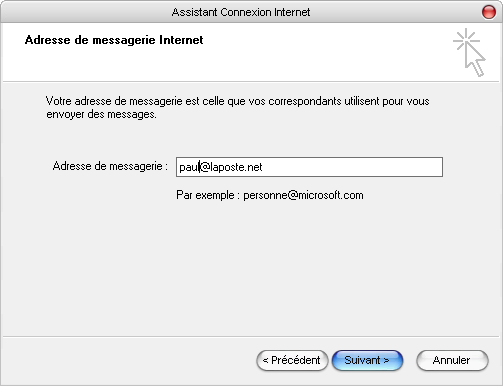 Assistant Connexion Internet
Adresse de messagerie Internet
Votre adresse de messagerie est celle que vos correspondants utilisent pour vous
envoyer des messages.
Adresse de messagerie : paul@laposte.net
Par exemple : personne@microsoft.com
< Précédent Suivant > Annuler